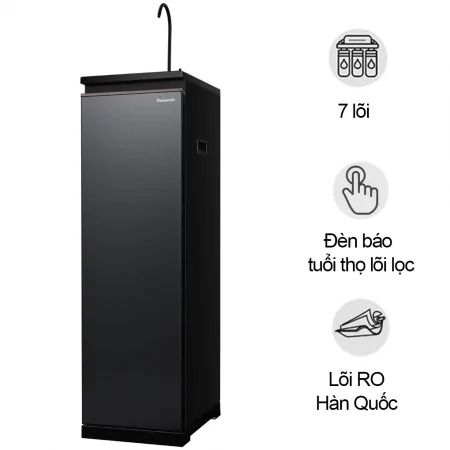 Panasonic
7 lõi
Đèn báo
tuổi thọ lõi lọc
Lõi RO
Hàn Quốc